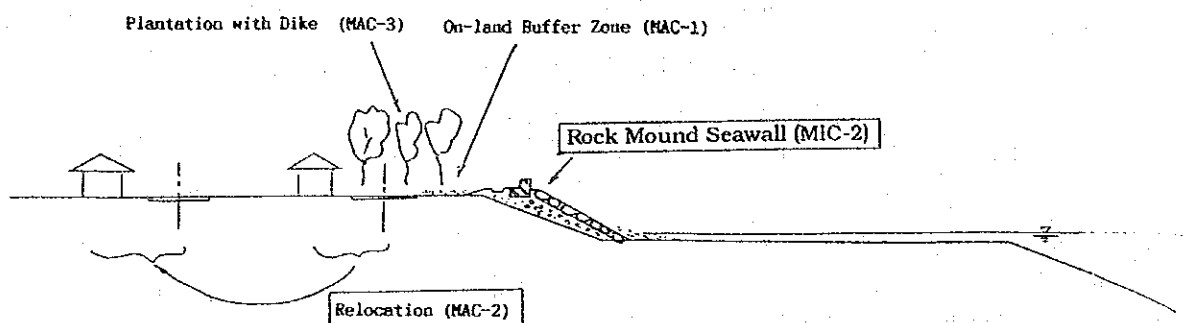 Plantation with Dike (MAC-3)
On-land Buffer Zone (MAC-1)
Rock Mound Seawall (MIC-2)
Relocation (MAC-2)